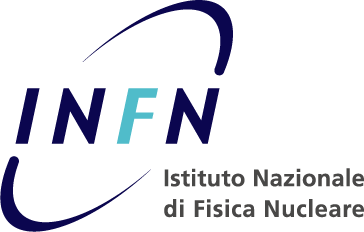 INFN
Istituto Nazionale
di Fisica Nucleare